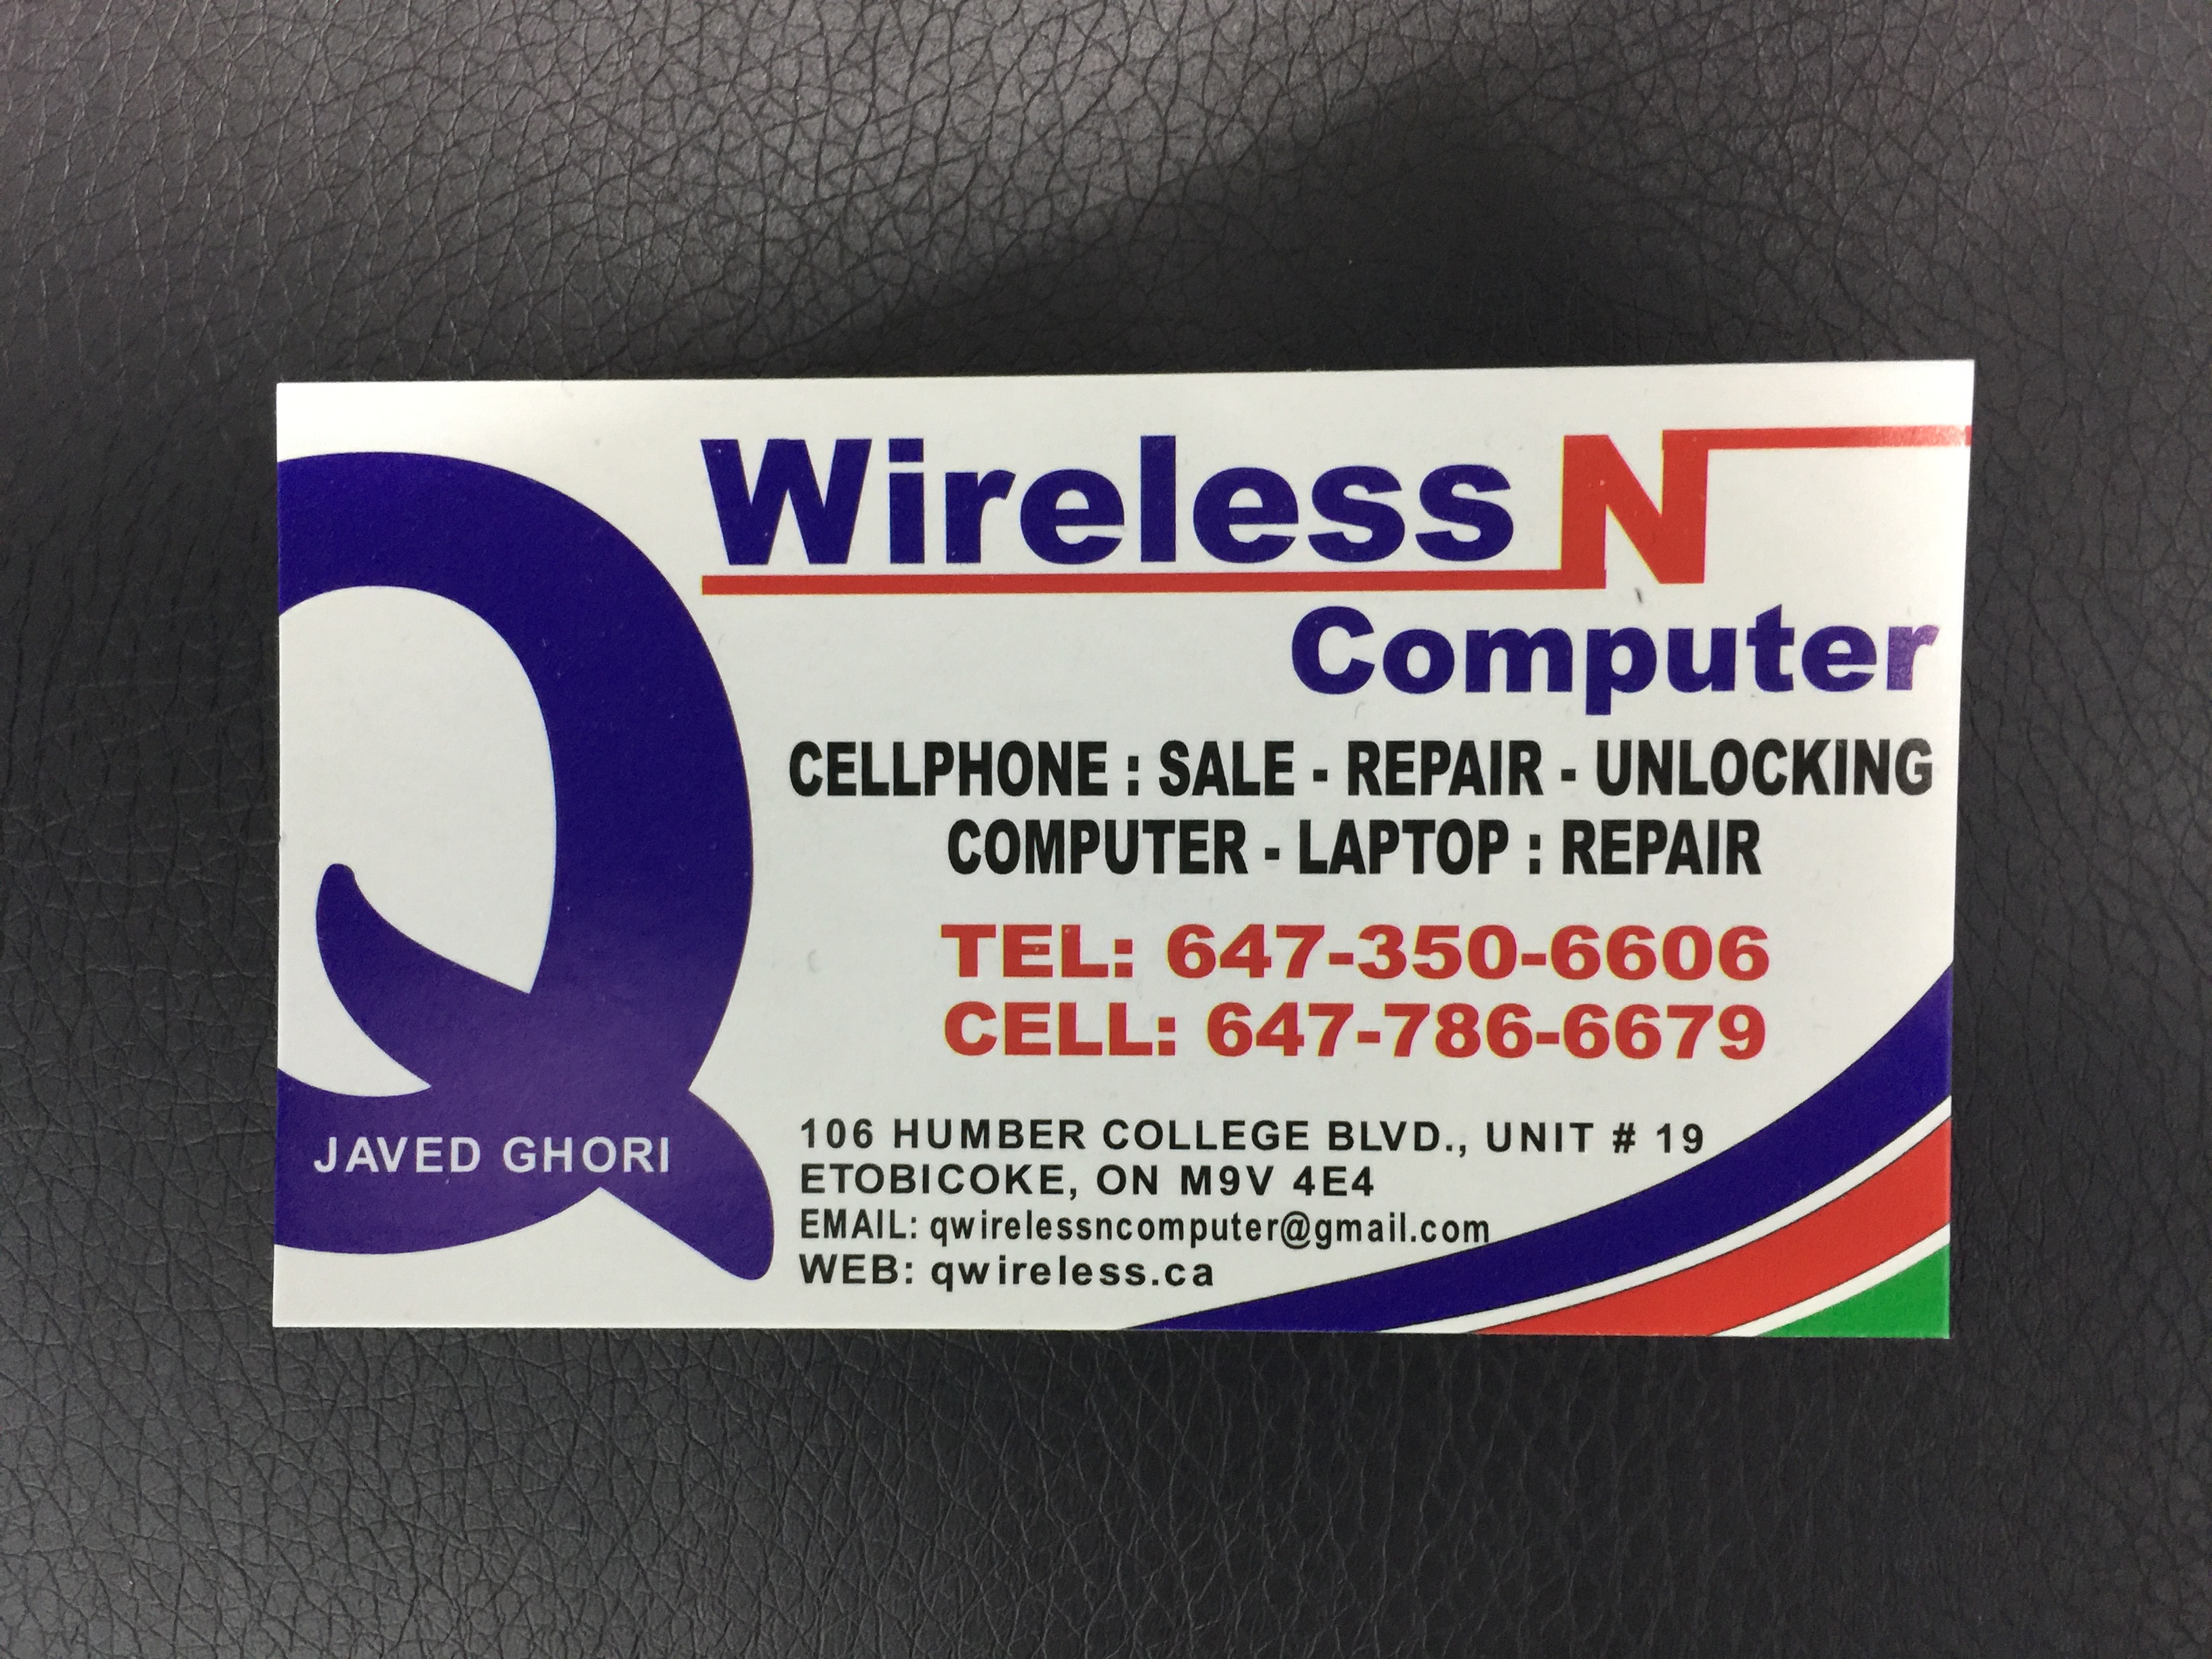 Q Wireless N
Computer
CELLPHONE : SALE - REPAIR - UNLOCKING
COMPUTER - LAPTOP : REPAIR
TEL: 647-350-6606
CELL: 647-786-6679
JAVED GHORI
106 HUMBER COLLEGE BLVD., UNIT # 19
ETOBICOKE, ON M9V 4E4
EMAIL: qwirelessncomputer@gmail.com
WEB: qwireless.ca